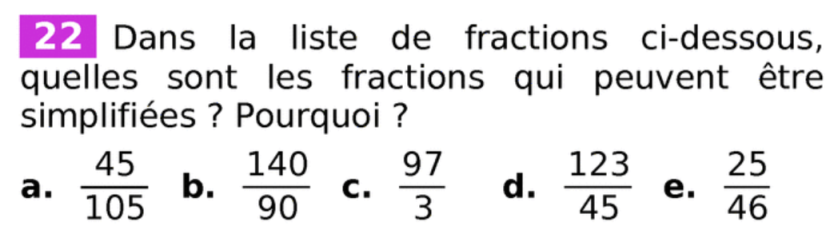 22 Dans la liste de fractions ci-dessous,
quelles sont les fractions qui peuvent être
simplifiées ? Pourquoi ?
a. 45/105 b. 140/90 c. 97/3 d. 123/45 e. 25/46